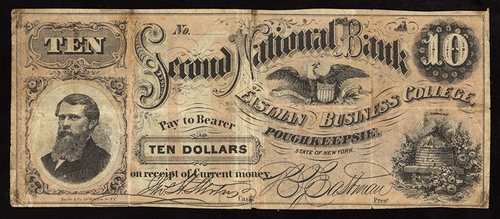 TEN
No.
A
10
Second National Bank
EASTMAN BUSINESS COLLEGE,
POUGHKEEPSIE,
STATE OF NEW YORK.
Pay to Bearer
TEN DOLLARS
on receipt of Current money
Cash
Pres